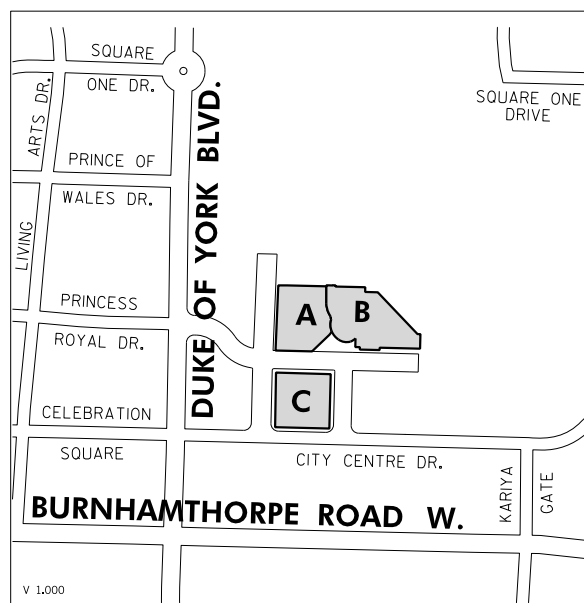 SQUARE
ONE DR.
ARTS DR.
SQUARE ONE
DRIVE
PRINCE OF
WALES DR.
LIVING
DUKE OF YORK BLVD.
A
B
PRINCESS
ROYAL DR.
C
CELEBRATION
SQUARE
CITY CENTRE DR.
KARIYA
GATE
BURNHAMTHORPE ROAD W.
V 1.000